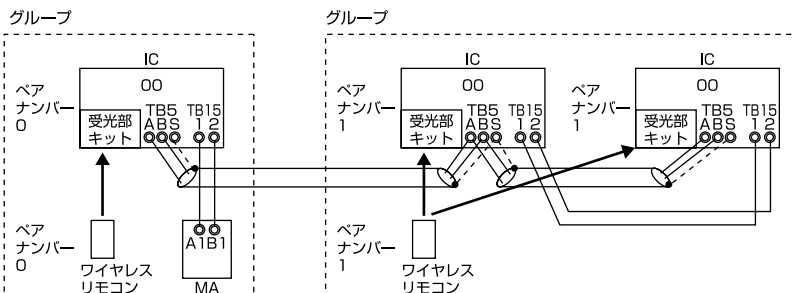 グループ
グループ
IC
IC
IC
00
00
00
ペア
ナンバー
0
受光部
キット
TB5
ABS
TB15
1 2
ペア
ナンバー
1
受光部
キット
TB5
ABS
TB15
1 2
ペア
ナンバー
1
受光部
キット
TB5
ABS
TB15
1 2
ペア
ナンバー
0
ワイヤレス
リモコン
A1B1
MA
ペア
ナンバー
1
ワイヤレス
リモコン